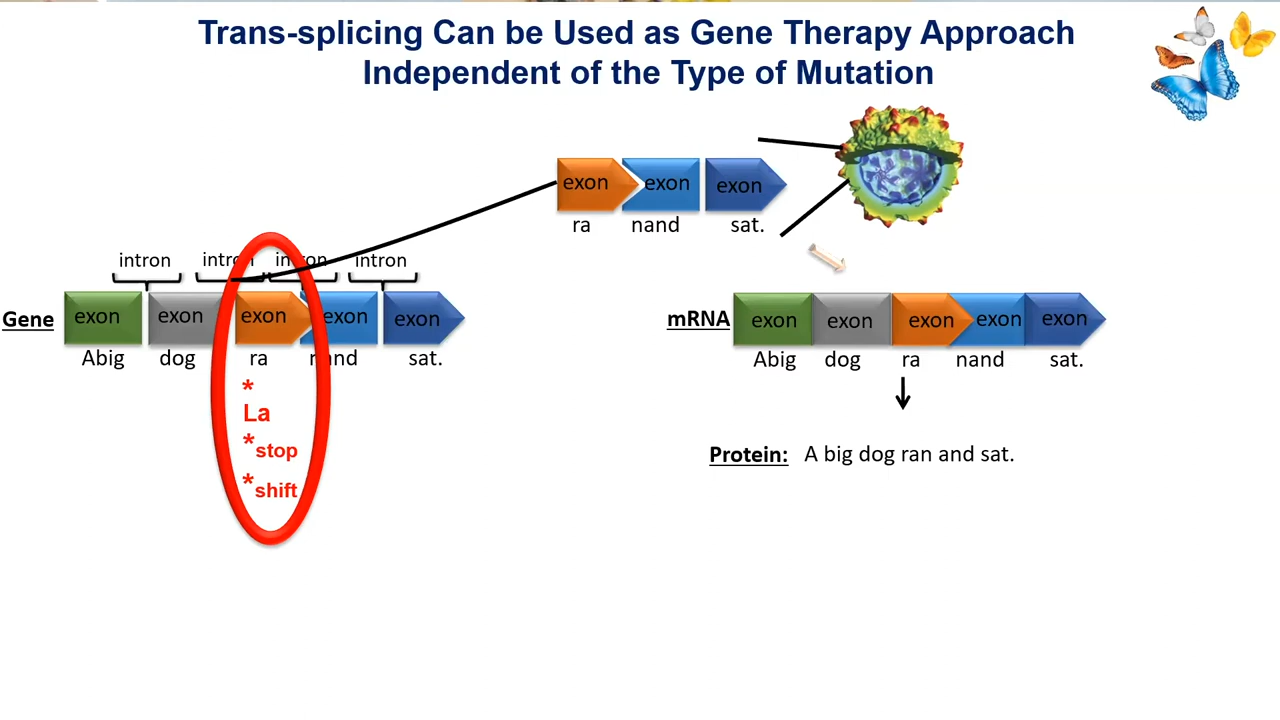 Trans-splicing Can be Used as Gene Therapy Approach
Independent of the Type of Mutation
exon exon exon
ra nand sat.
intron intron intron intron
Gene exon exon exon exon exon
Abig dog ra nand sat.
*
La
*stop
*shift
mRNA exon exon exon exon exon
Abig dog ra nand sat.
Protein: A big dog ran and sat.